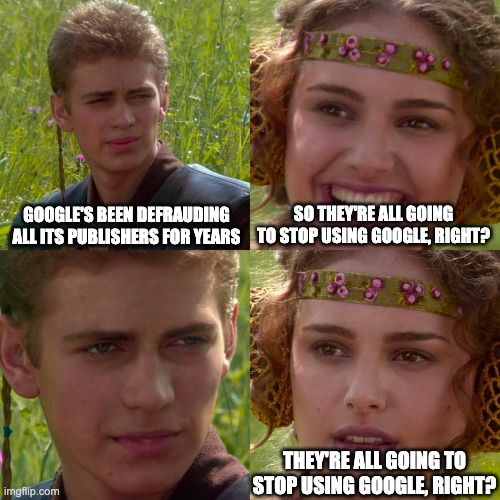 GOOGLE'S BEEN DEFRAUDING
ALL ITS PUBLISHERS FOR YEARS
SO THEY'RE ALL GOING
TO STOP USING GOOGLE, RIGHT?
THEY'RE ALL GOING TO
STOP USING GOOGLE, RIGHT?
imgflip.com